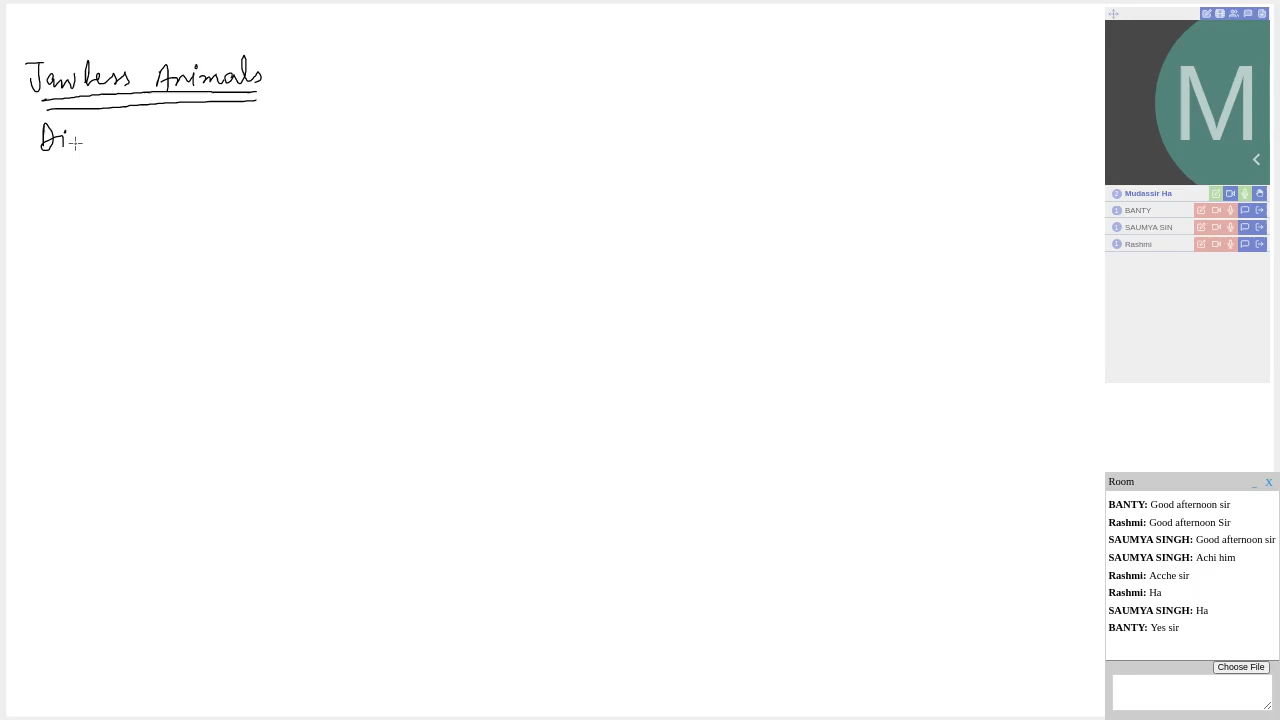 Jawless Animals
Di
M
Mudassir Ha
BANTY
SAUMYA SIN
Rashmi
Room
_ X
BANTY: Good afternoon sir
Rashmi: Good afternoon Sir
SAUMYA SINGH: Good afternoon sir
SAUMYA SINGH: Achi him
Rashmi: Acche sir
Rashmi: Ha
SAUMYA SINGH: Ha
BANTY: Yes sir
Choose File